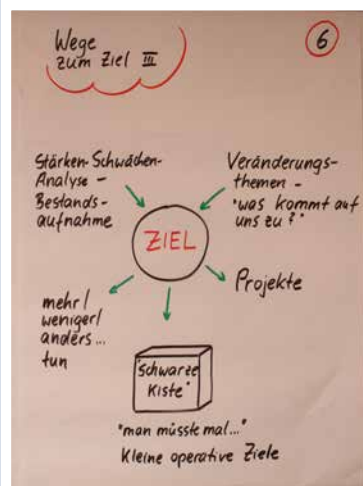 Wege
zum Ziel III
6
Stärken-Schwächen-
Analyse -
Bestands-
aufnahme
Veränderungs-
themen -
"was kommt auf
uns zu?"
ZIEL
mehr/
weniger/
anders...
tun
Projekte
"schwarze
Kiste"
"man müsste mal..."
Kleine operative Ziele